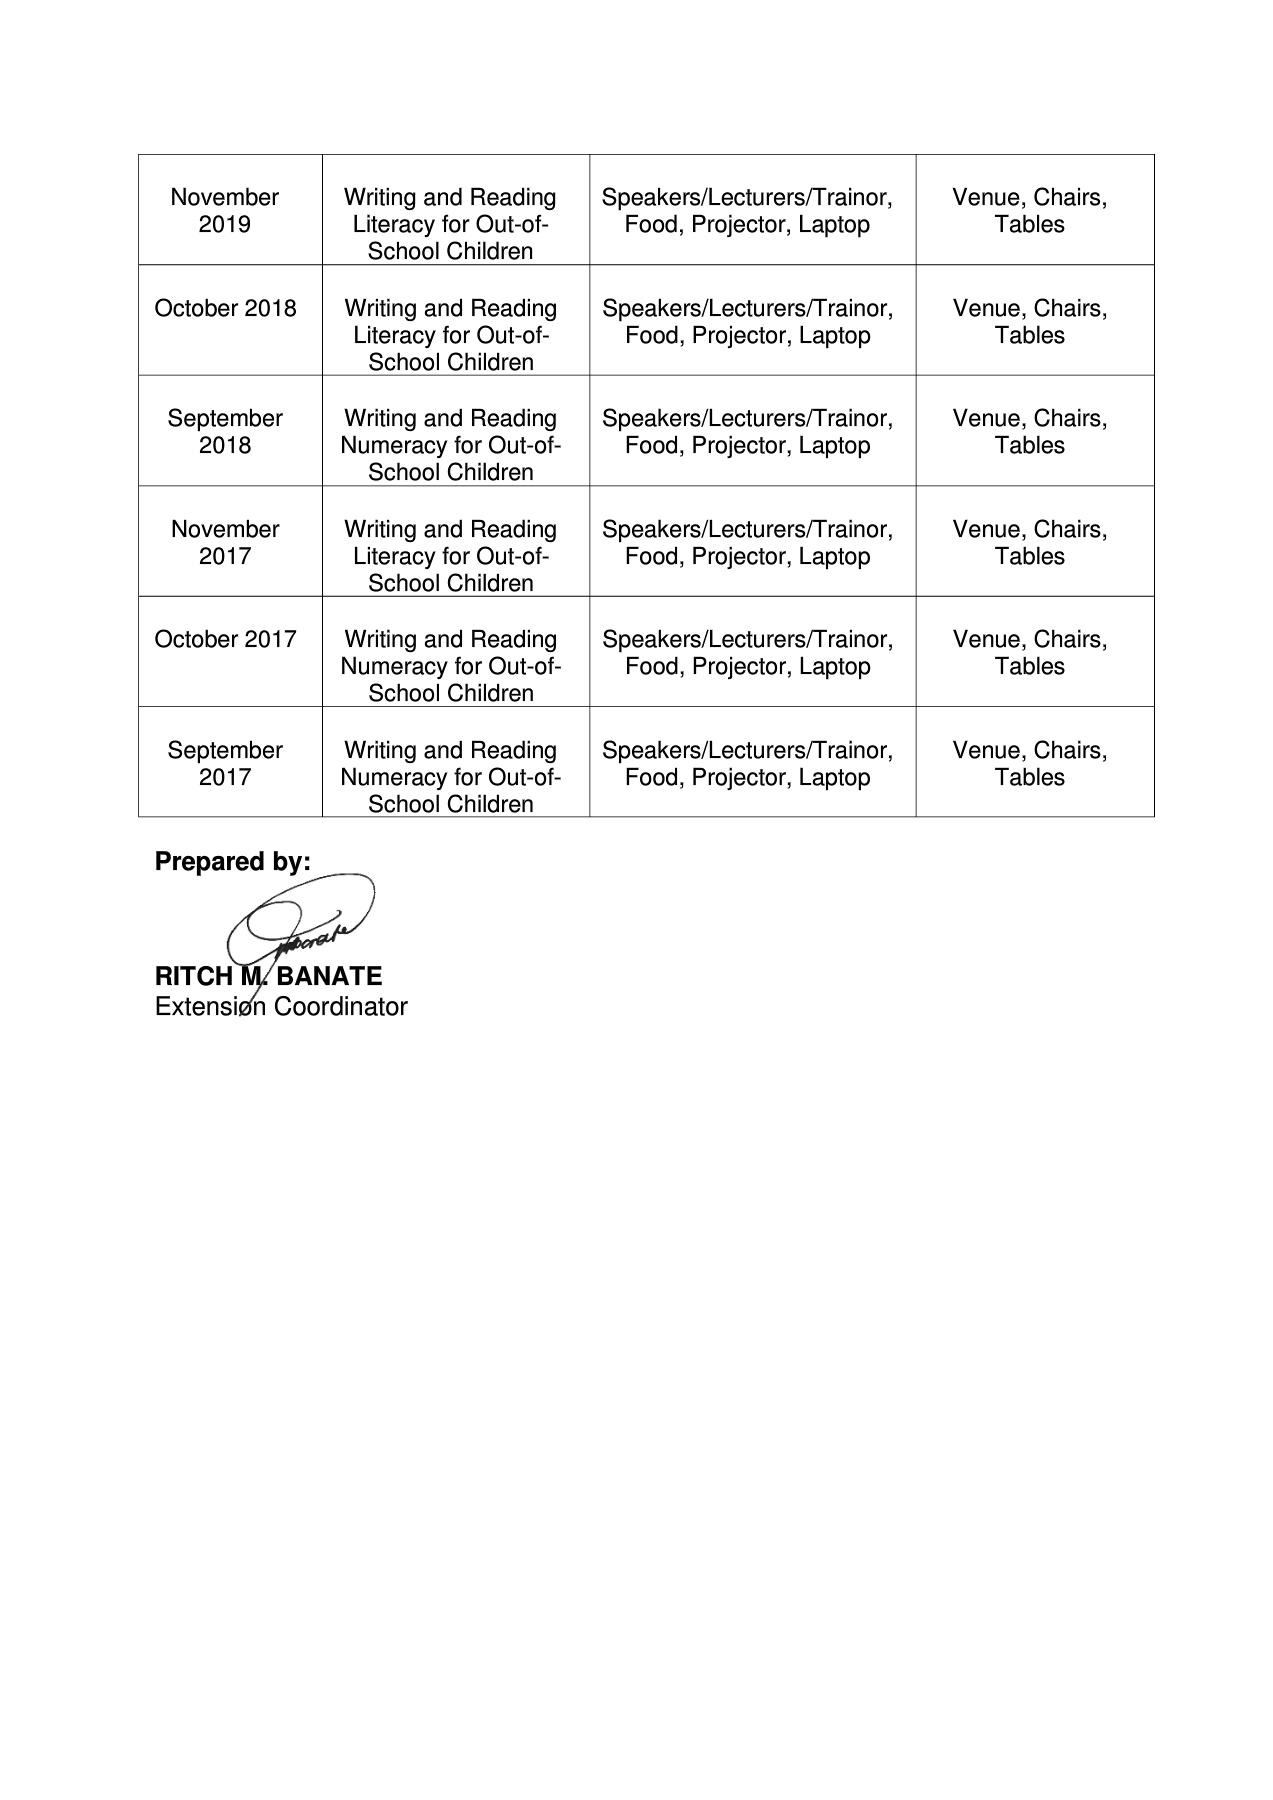 November
2019
Writing and Reading
Literacy for Out-of-
School Children
Speakers/Lecturers/Trainor,
Food, Projector, Laptop
Venue, Chairs,
Tables
October 2018
Writing and Reading
Literacy for Out-of-
School Children
Speakers/Lecturers/Trainor,
Food, Projector, Laptop
Venue, Chairs,
Tables
September
2018
Writing and Reading
Numeracy for Out-of-
School Children
Speakers/Lecturers/Trainor,
Food, Projector, Laptop
Venue, Chairs,
Tables
November
2017
Writing and Reading
Literacy for Out-of-
School Children
Speakers/Lecturers/Trainor,
Food, Projector, Laptop
Venue, Chairs,
Tables
October 2017
Writing and Reading
Numeracy for Out-of-
School Children
Speakers/Lecturers/Trainor,
Food, Projector, Laptop
Venue, Chairs,
Tables
September
2017
Writing and Reading
Numeracy for Out-of-
School Children
Speakers/Lecturers/Trainor,
Food, Projector, Laptop
Venue, Chairs,
Tables
Prepared by:
RITCH M. BANATE
Extension Coordinator